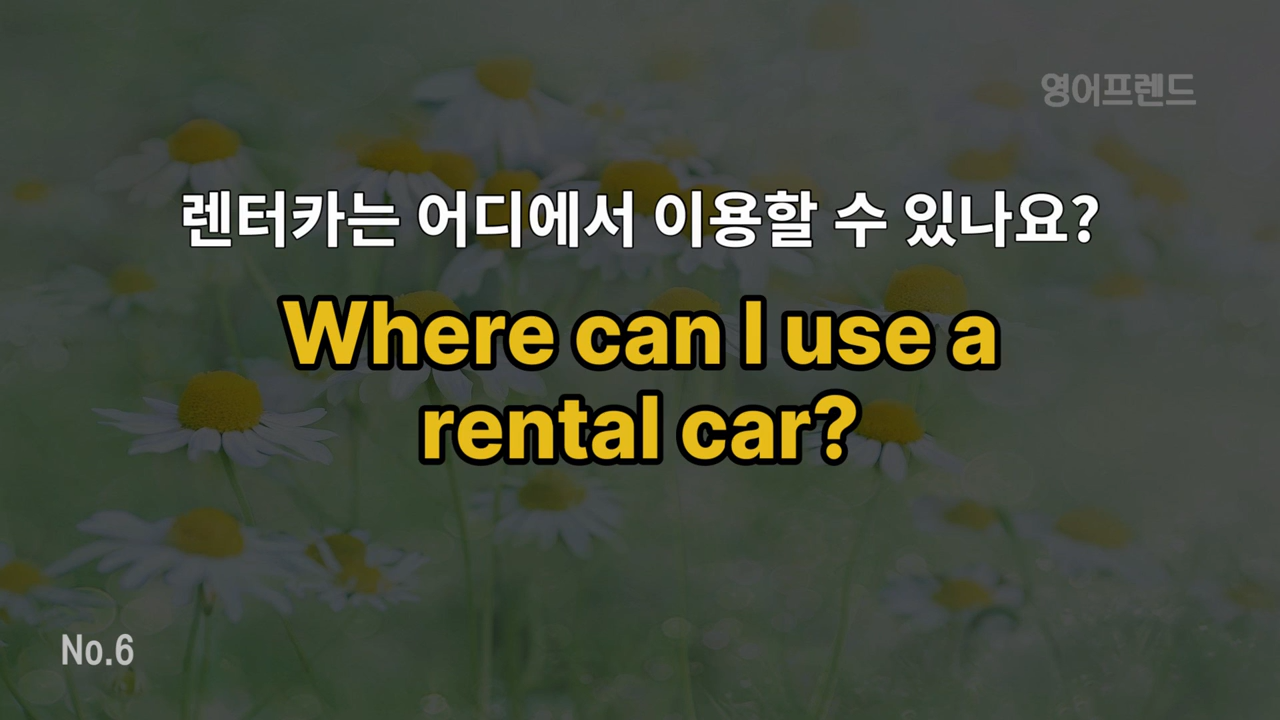 영어프렌드
렌터카는 어디에서 이용할 수 있나요?
Where can I use a
rental car?
No.6